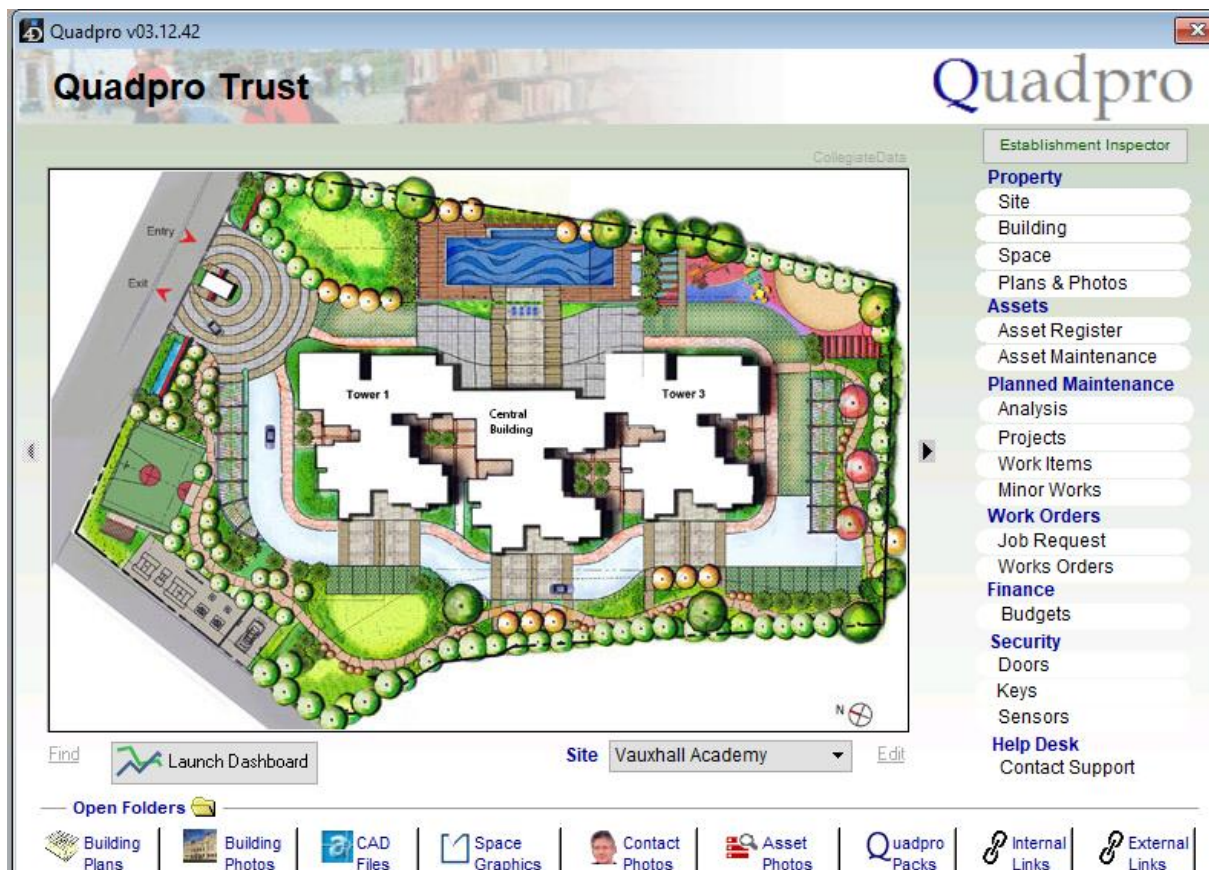 Quadpro v03.12.42
Quadpro Trust
Quadpro
CollegiateData
Establishment Inspector
Entry
Exit
Tower 1
Central
Building
Tower 3
N
Property
Site
Building
Space
Plans & Photos
Assets
Asset Register
Asset Maintenance
Planned Maintenance
Analysis
Projects
Work Items
Minor Works
Work Orders
Job Request
Works Orders
Finance
Budgets
Security
Doors
Keys
Sensors
Help Desk
Contact Support
Find
Launch Dashboard
Site
Vauxhall Academy
Edit
Open Folders
Building
Plans
Building
Photos
CAD
Files
Space
Graphics
Contact
Photos
Asset
Photos
Quadpro
Packs
Internal
Links
External
Links